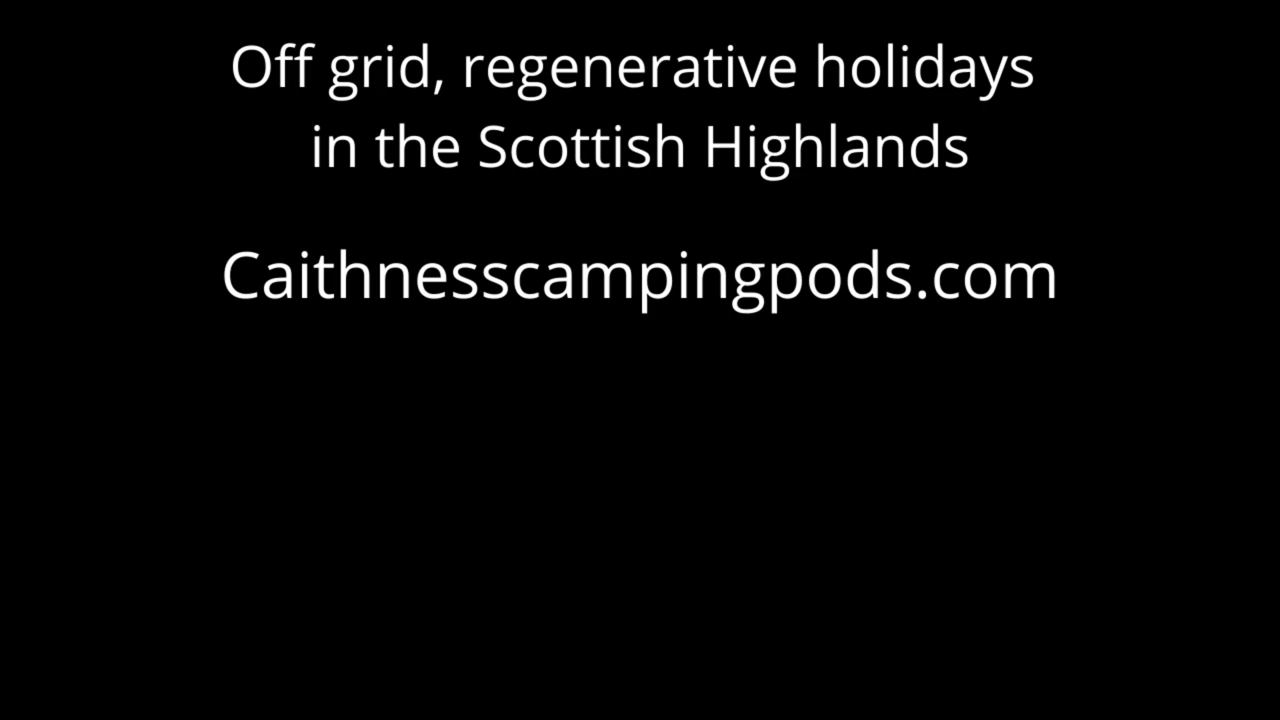 Off grid, regenerative holidays
in the Scottish Highlands
Caithnesscampingpods.com